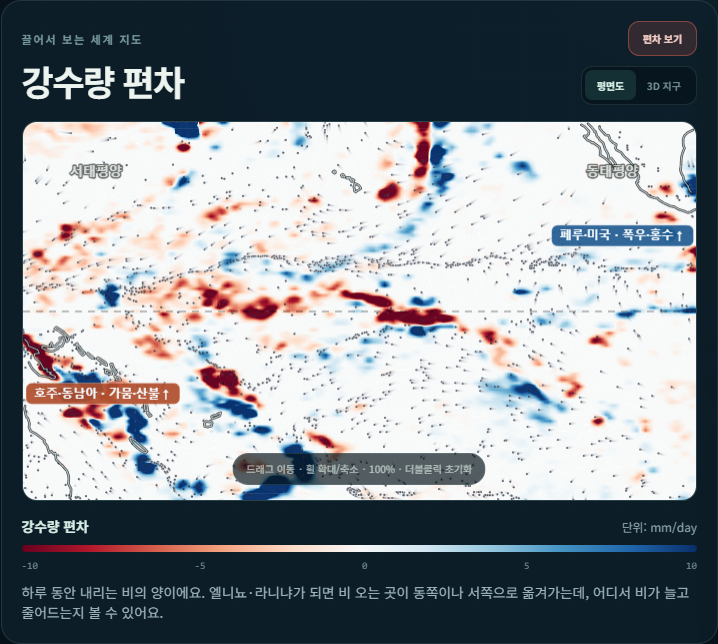 끌어서 보는 세계 지도
편차 보기
강수량 편차
평면도
3D 지구
서태평양
동태평양
페루·미국 · 폭우·홍수 ↑
호주·동남아 · 가뭄·산불 ↑
드래그 이동 · 휠 확대/축소 · 100% · 더블클릭 초기화
강수량 편차
단위: mm/day
-10 -5 0 5 10
하루 동안 내리는 비의 양이에요. 엘니뇨·라니냐가 되면 비 오는 곳이 동쪽이나 서쪽으로 옮겨가는데, 어디서 비가 늘고
줄어드는지 볼 수 있어요.